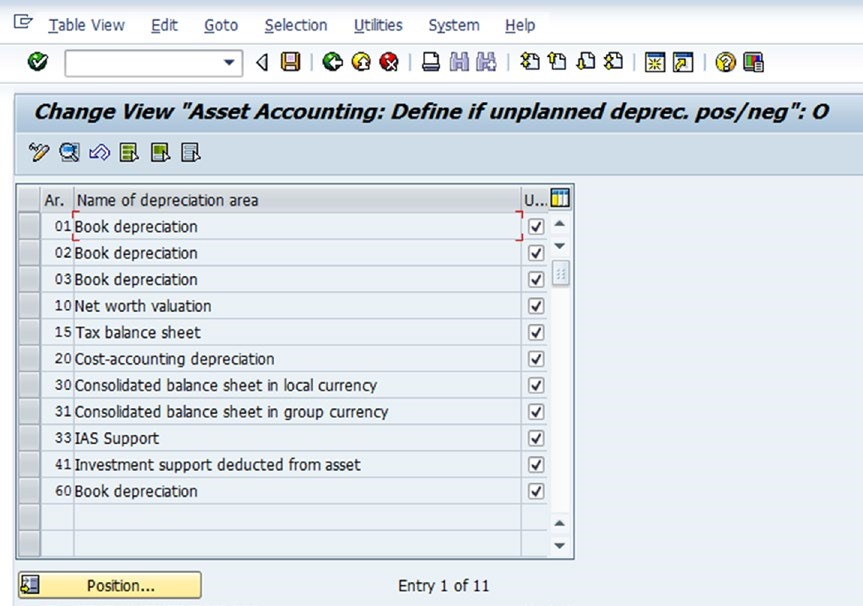 Table View Edit Goto Selection Utilities System Help
Change View "Asset Accounting: Define if unplanned deprec. pos/neg": O
Ar. Name of depreciation area U...
01 Book depreciation
02 Book depreciation
03 Book depreciation
10 Net worth valuation
15 Tax balance sheet
20 Cost-accounting depreciation
30 Consolidated balance sheet in local currency
31 Consolidated balance sheet in group currency
33 IAS Support
41 Investment support deducted from asset
60 Book depreciation
Position... Entry 1 of 11